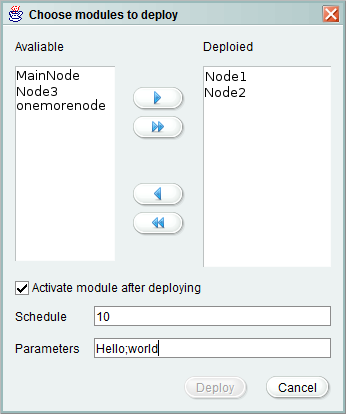 Choose modules to deploy
Avaliable
Deploied
MainNode
Node3
onemorenode
Node1
Node2
Activate module after deploying
Schedule 10
Parameters Hello;world
Deploy Cancel